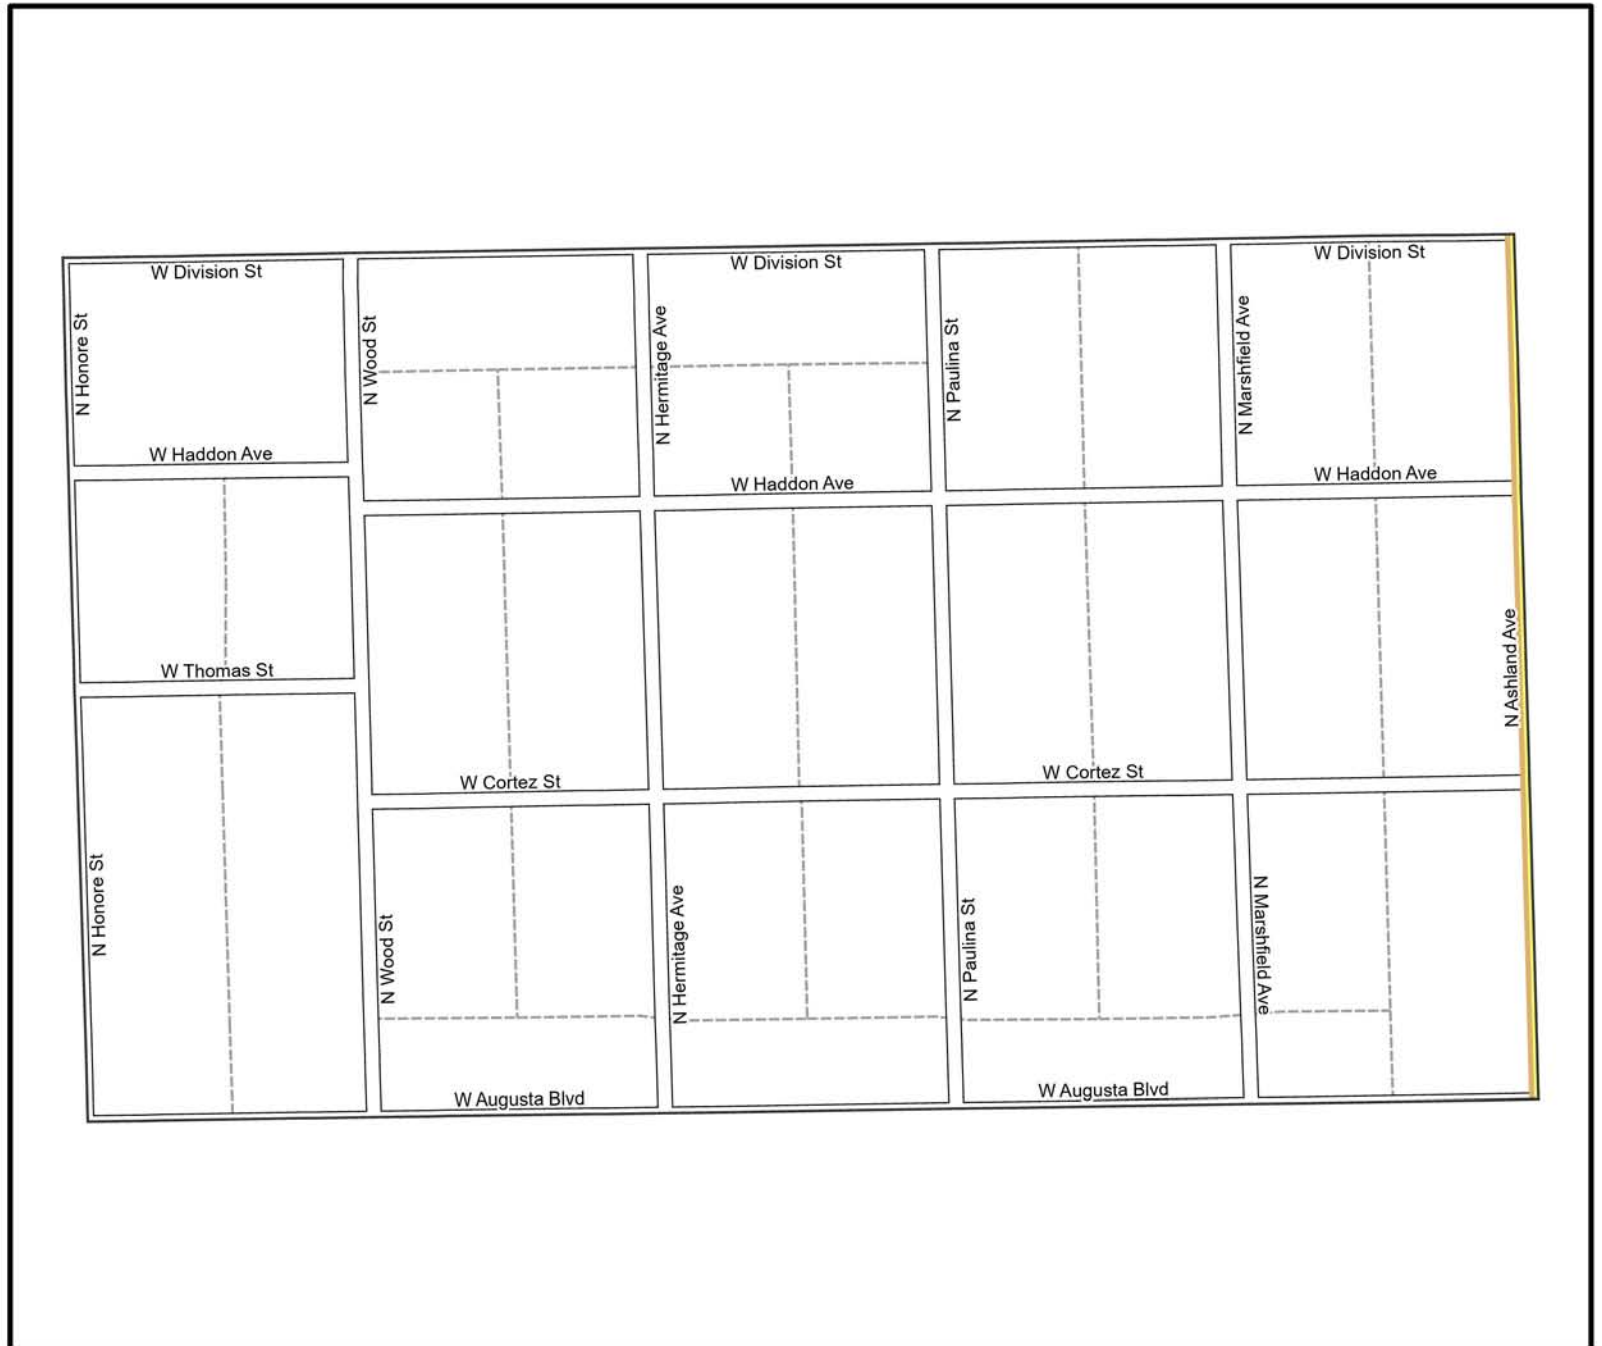 W Division St
W Division St
W Division St
N Honore St
N Wood St
N Hermitage Ave
N Paulina St
N Marshfield Ave
W Haddon Ave
W Haddon Ave
W Haddon Ave
W Thomas St
N Ashland Ave
W Cortez St
W Cortez St
N Honore St
N Wood St
N Hermitage Ave
N Paulina St
N Marshfield Ave
W Augusta Blvd
W Augusta Blvd